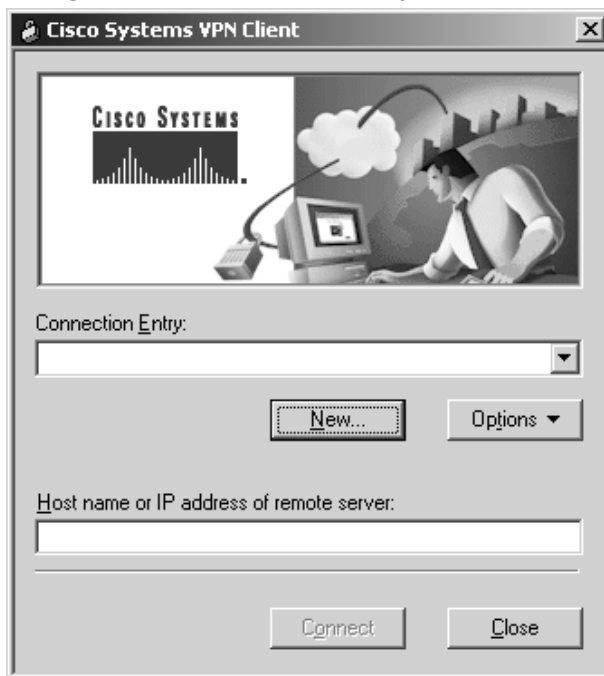 Cisco Systems VPN Client
CISCO SYSTEMS
Connection Entry:
New...
Options
Host name or IP address of remote server:
Connect
Close